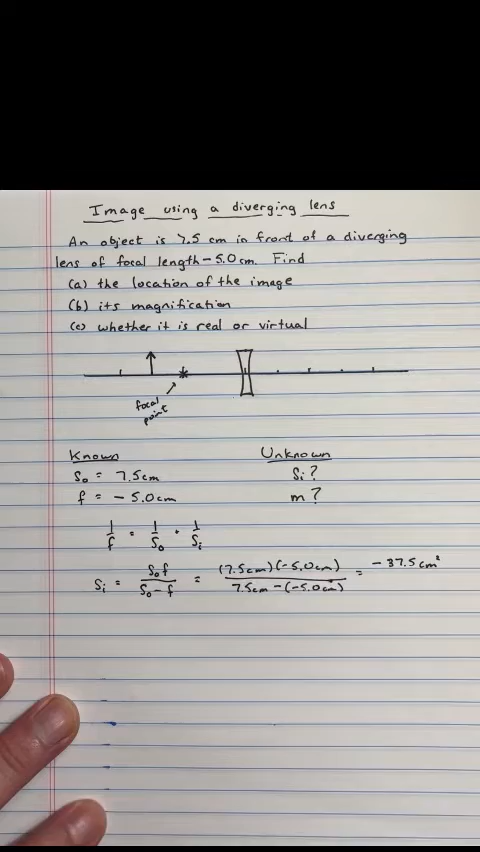 Image using a diverging lens
An object is 7.5 cm in front of a diverging
lens of focal length -5.0 cm. Find
(a) the location of the image
(b) its magnification
(c) whether it is real or virtual
focal
point
Known Unknown
So = 7.5cm Si?
f = -5.0cm m?
1/f = 1/So + 1/Si
Si = So f / So - f = (7.5cm)(-5.0cm) / 7.5cm - (-5.0cm) = -37.5 cm²